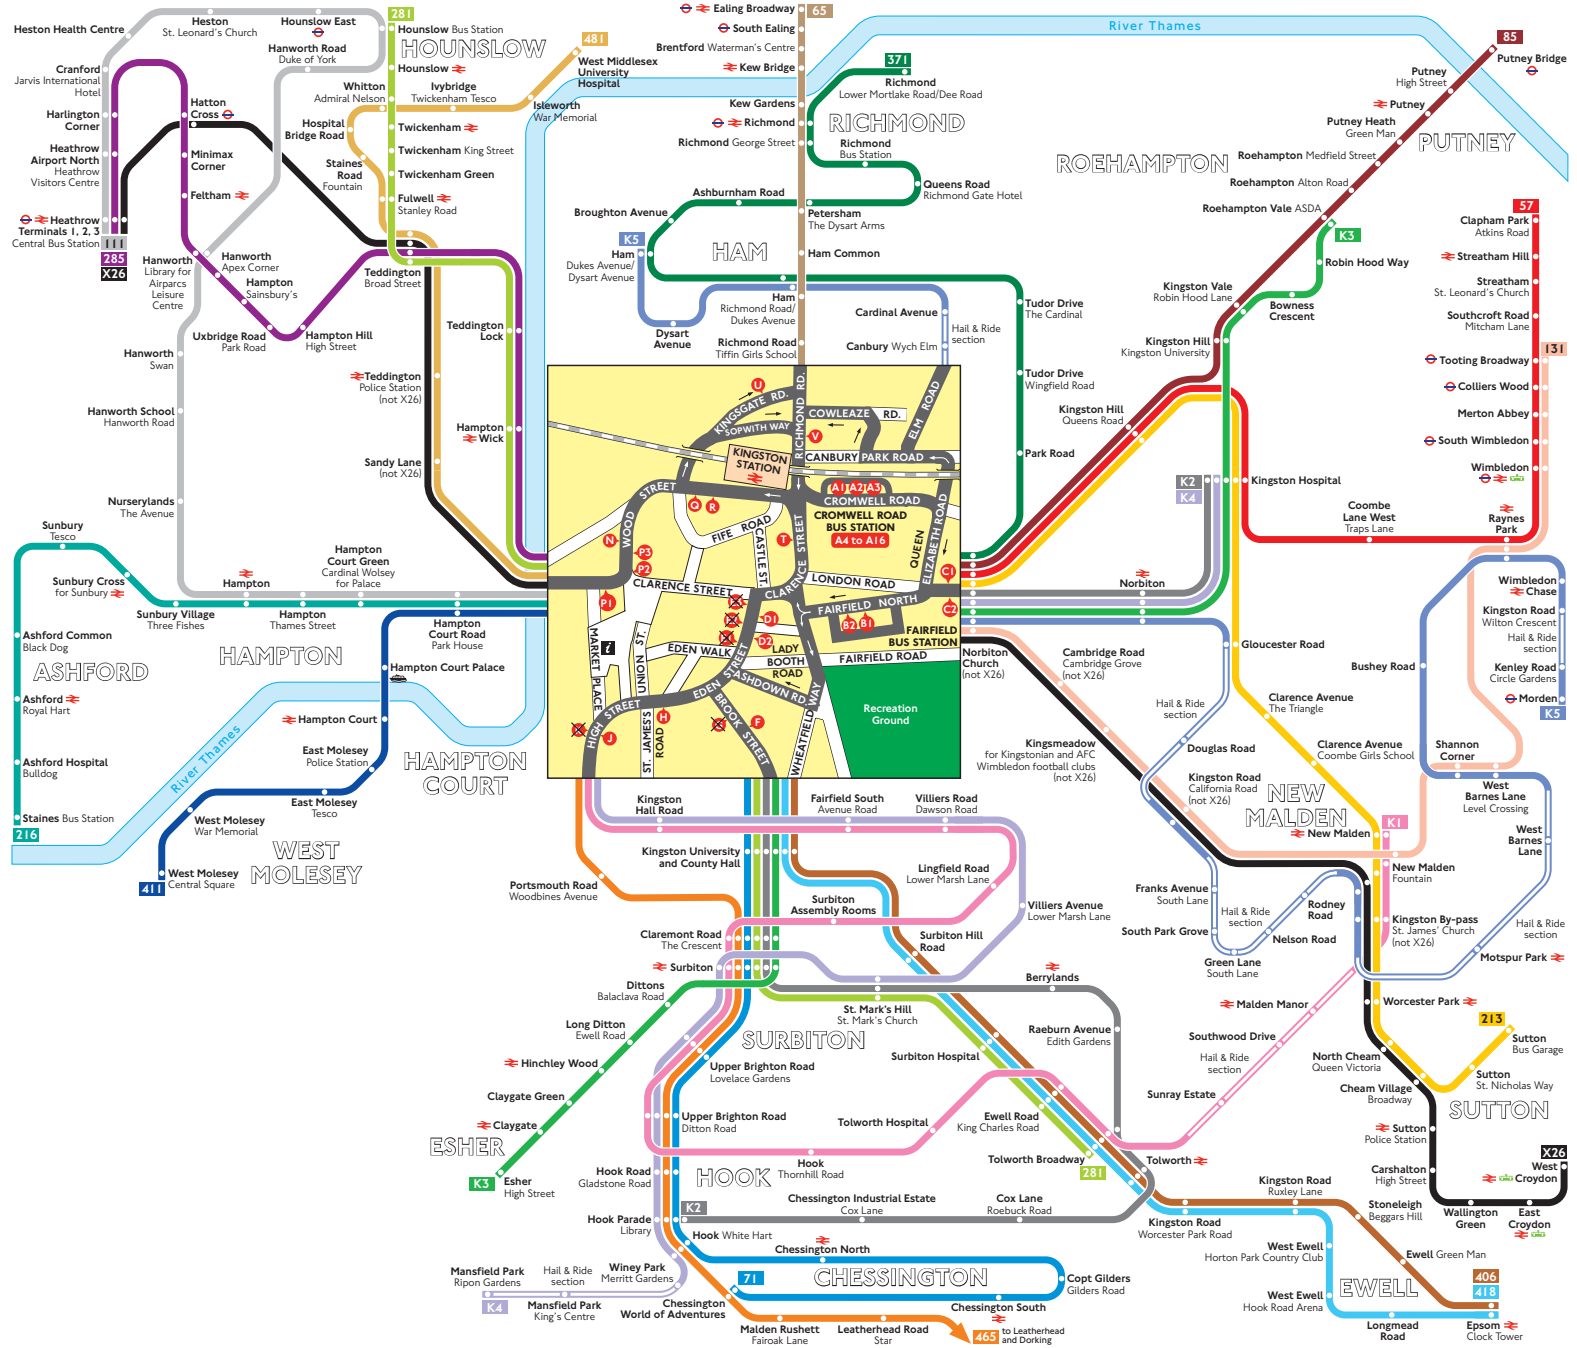 Heston Health Centre
Heston
St. Leonard's Church
Hounslow East
281
Hounslow Bus Station
HOUNSLOW
Hanworth Road
Duke of York
Hounslow
481
West Middlesex
University
Hospital
Cranford
Jarvis International
Hotel
Whitton
Admiral Nelson
Ivybridge
Twickenham Tesco
Isleworth
War Memorial
Harlington
Corner
Hatton
Cross
Hospital
Bridge Road
Twickenham
Twickenham King Street
Heathrow
Airport North
Heathrow
Visitors Centre
Minimax
Corner
Staines
Road
Fountain
Twickenham Green
Feltham
Fulwell
Stanley Road
Heathrow
Terminals 1, 2, 3
Central Bus Station
111
285
X26
Hanworth
Library for
Airparcs
Leisure
Centre
Hanworth
Apex Corner
Hampton
Sainsbury's
Teddington
Broad Street
Uxbridge Road
Park Road
Hampton Hill
High Street
Teddington
Lock
Hanworth
Swan
Teddington
Police Station
(not X26)
Hanworth School
Hanworth Road
Hampton
Wick
Sandy Lane
(not X26)
Nurserylands
The Avenue
Sunbury
Tesco
Sunbury Cross
for Sunbury
Hampton
Hampton
Court Green
Cardinal Wolsey
for Palace
Sunbury Village
Three Fishes
Hampton
Thames Street
Hampton
Court Road
Park House
Ashford Common
Black Dog
ASHFORD
HAMPTON
Hampton Court Palace
Ashford
Royal Hart
Hampton Court
River Thames
East Molesey
Police Station
HAMPTON
COURT
Ashford Hospital
Bulldog
East Molesey
Tesco
Staines Bus Station
216
West Molesey
War Memorial
WEST
MOLESEY
West Molesey
Central Square
411
Ealing Broadway
65
South Ealing
Brentford Waterman's Centre
Kew Bridge
371
Richmond
Lower Mortlake Road/Dee Road
Kew Gardens
Richmond
RICHMOND
Richmond George Street
Richmond
Bus Station
Queens Road
Richmond Gate Hotel
Ashburnham Road
Broughton Avenue
Petersham
The Dysart Arms
K5
Ham
Dukes Avenue/
Dysart Avenue
HAM
Ham Common
Ham
Richmond Road/
Dukes Avenue
Dysart
Avenue
Cardinal Avenue
Hail & Ride
section
Richmond Road
Tiffin Girls School
Canbury Wych Elm
Tudor Drive
The Cardinal
Tudor Drive
Wingfield Road
Park Road
River Thames
85
Putney Bridge
Putney
High Street
Putney
Putney Heath
Green Man
PUTNEY
ROEHAMPTON
Roehampton Medfield Street
Roehampton Alton Road
Roehampton Vale ASDA
K3
Robin Hood Way
Kingston Vale
Robin Hood Lane
Bowness
Crescent
Kingston Hill
Kingston University
Kingston Hill
Queens Road
57
Clapham Park
Atkins Road
Streatham Hill
Streatham
St. Leonard's Church
Southcroft Road
Mitcham Lane
131
Tooting Broadway
Colliers Wood
Merton Abbey
South Wimbledon
Wimbledon
K2
K4
Kingston Hospital
Coombe
Lane West
Traps Lane
Raynes
Park
Norbiton
Wimbledon
Chase
Kingston Road
Wilton Crescent
Hail & Ride
section
Kenley Road
Circle Gardens
Morden
K5
Bushey Road
Gloucester Road
Norbiton
Church
(not X26)
Cambridge Road
Cambridge Grove
(not X26)
Hail & Ride
section
Clarence Avenue
The Triangle
Clarence Avenue
Coombe Girls School
Shannon
Corner
West
Barnes Lane
Level Crossing
West
Barnes
Lane
Kingsmeadow
for Kingstonian and AFC
Wimbledon football clubs
(not X26)
Douglas Road
Kingston Road
California Road
(not X26)
NEW
MALDEN
New Malden
K1
New Malden
Fountain
Franks Avenue
South Lane
Hail & Ride
section
Rodney
Road
Kingston By-pass
St. James' Church
(not X26)
South Park Grove
Nelson Road
Green Lane
South Lane
Hail & Ride
section
Motspur Park
Malden Manor
Worcester Park
213
Sutton
Bus Garage
Southwood Drive
Hail & Ride
section
North Cheam
Queen Victoria
Sutton
St. Nicholas Way
Cheam Village
Broadway
SUTTON
Sunray Estate
Sutton
Police Station
X26
West
Croydon
Carshalton
High Street
Wallington
Green
East
Croydon
RICHMOND RD.
KINGSGATE RD.
SOPWITH WAY
COWLEAZE RD.
ELM ROAD
U
V
KINGSTON
STATION
CANBURY PARK ROAD
WOOD STREET
A1 A2 A3
CROMWELL ROAD
CROMWELL ROAD
BUS STATION
A4 to A16
Q
R
FIFE ROAD
CASTLE ST.
CLARENCE STREET
T
N
P3
P2
P1
QUEEN ELIZABETH ROAD
C1
C2
LONDON ROAD
CLARENCE STREET
FAIRFIELD NORTH
B2 B1
FAIRFIELD
BUS STATION
D1
D2
LADY
BOOTH
ROAD
FAIRFIELD ROAD
MARKET PLACE
i
UNION ST.
EDEN WALK
EDEN STREET
ASHDOWN RD.
WHEATFIELD WAY
HIGH STREET
ST. JAMES'S
ROAD
BROOK STREET
H
J
F
Recreation
Ground
Kingston
Hall Road
Fairfield South
Avenue Road
Villiers Road
Dawson Road
Kingston University
and County Hall
Lingfield Road
Lower Marsh Lane
Portsmouth Road
Woodbines Avenue
Surbiton
Assembly Rooms
Villiers Avenue
Lower Marsh Lane
Claremont Road
The Crescent
Surbiton Hill
Road
Surbiton
Berrylands
Dittons
Balaclava Road
St. Mark's Hill
St. Mark's Church
Long Ditton
Ewell Road
SURBITON
Raeburn Avenue
Edith Gardens
Hinchley Wood
Surbiton Hospital
Upper Brighton Road
Lovelace Gardens
Claygate Green
Upper Brighton Road
Ditton Road
Tolworth Hospital
Ewell Road
King Charles Road
Claygate
ESHER
K3
Esher
High Street
Hook
Thornhill Road
HOOK
Tolworth Broadway
281
Tolworth
Hook Road
Gladstone Road
K2
Chessington Industrial Estate
Cox Lane
Cox Lane
Roebuck Road
Kingston Road
Ruxley Lane
Stoneleigh
Beggars Hill
Kingston Road
Worcester Park Road
Hook Parade
Library
Hook White Hart
Chessington North
West Ewell
Horton Park Country Club
Ewell Green Man
Mansfield Park
Ripon Gardens
Hail & Ride
section
Winey Park
Merritt Gardens
71
CHESSINGTON
Copt Gilders
Gilders Road
EWELL
406
418
K4
Mansfield Park
King's Centre
Chessington
World of Adventures
Chessington South
West Ewell
Hook Road Arena
Malden Rushett
Fairoak Lane
Leatherhead Road
Star
465
to Leatherhead
and Dorking
Longmead
Road
Epsom
Clock Tower